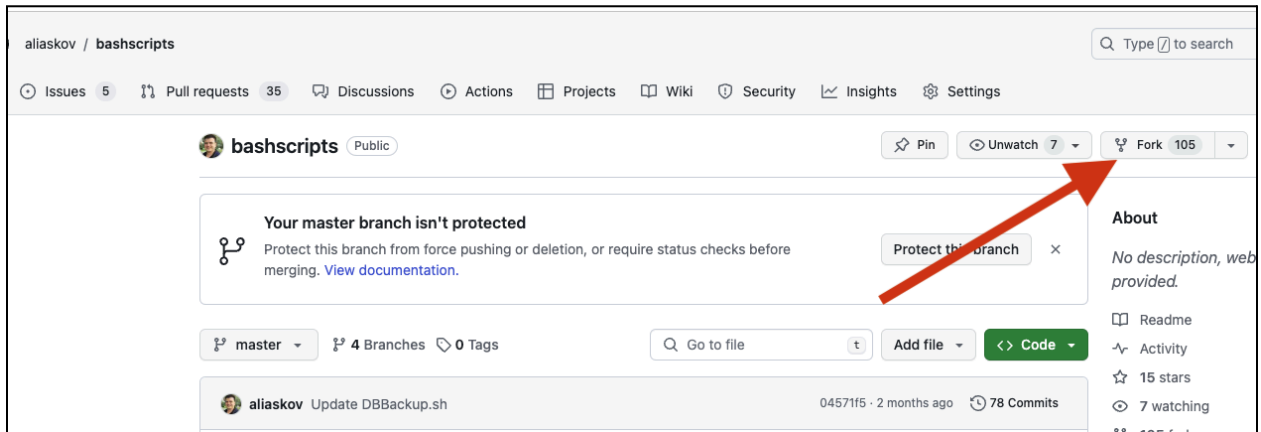 aliaskov / bashscripts
Type / to search
Issues 5 Pull requests 35 Discussions Actions Projects Wiki Security Insights Settings
bashscripts Public
Pin Unwatch 7 Fork 105
Your master branch isn't protected
Protect this branch from force pushing or deletion, or require status checks before
merging. View documentation.
Protect this branch
About
No description, web
provided.
Readme
Activity
15 stars
7 watching
master 4 Branches 0 Tags
Go to file t
Add file <> Code
aliaskov Update DBBackup.sh
04571f5 · 2 months ago 78 Commits